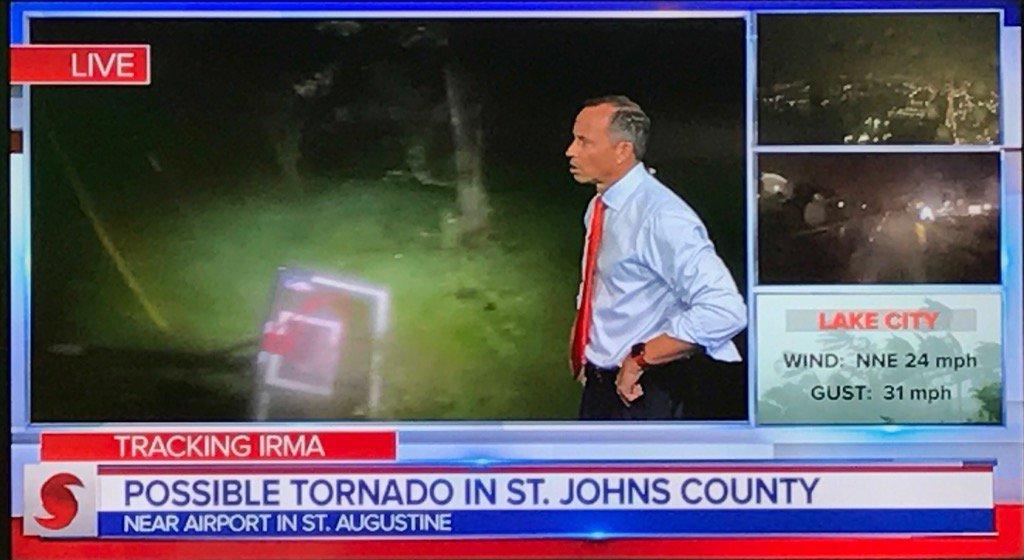 LIVE
LAKE CITY
WIND: NNE 24 mph
GUST: 31 mph
TRACKING IRMA
POSSIBLE TORNADO IN ST. JOHNS COUNTY
NEAR AIRPORT IN ST. AUGUSTINE